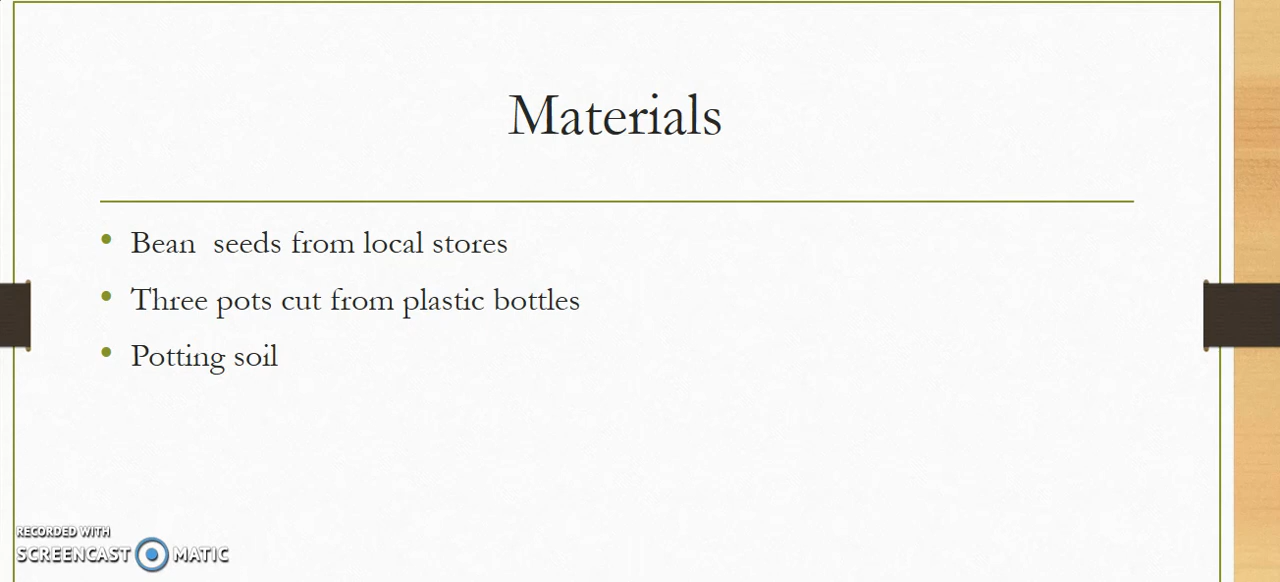 Materials
Bean  seeds from local stores
Three pots cut from plastic bottles
Potting soil
RECORDED WITH
SCREENCAST MATIC